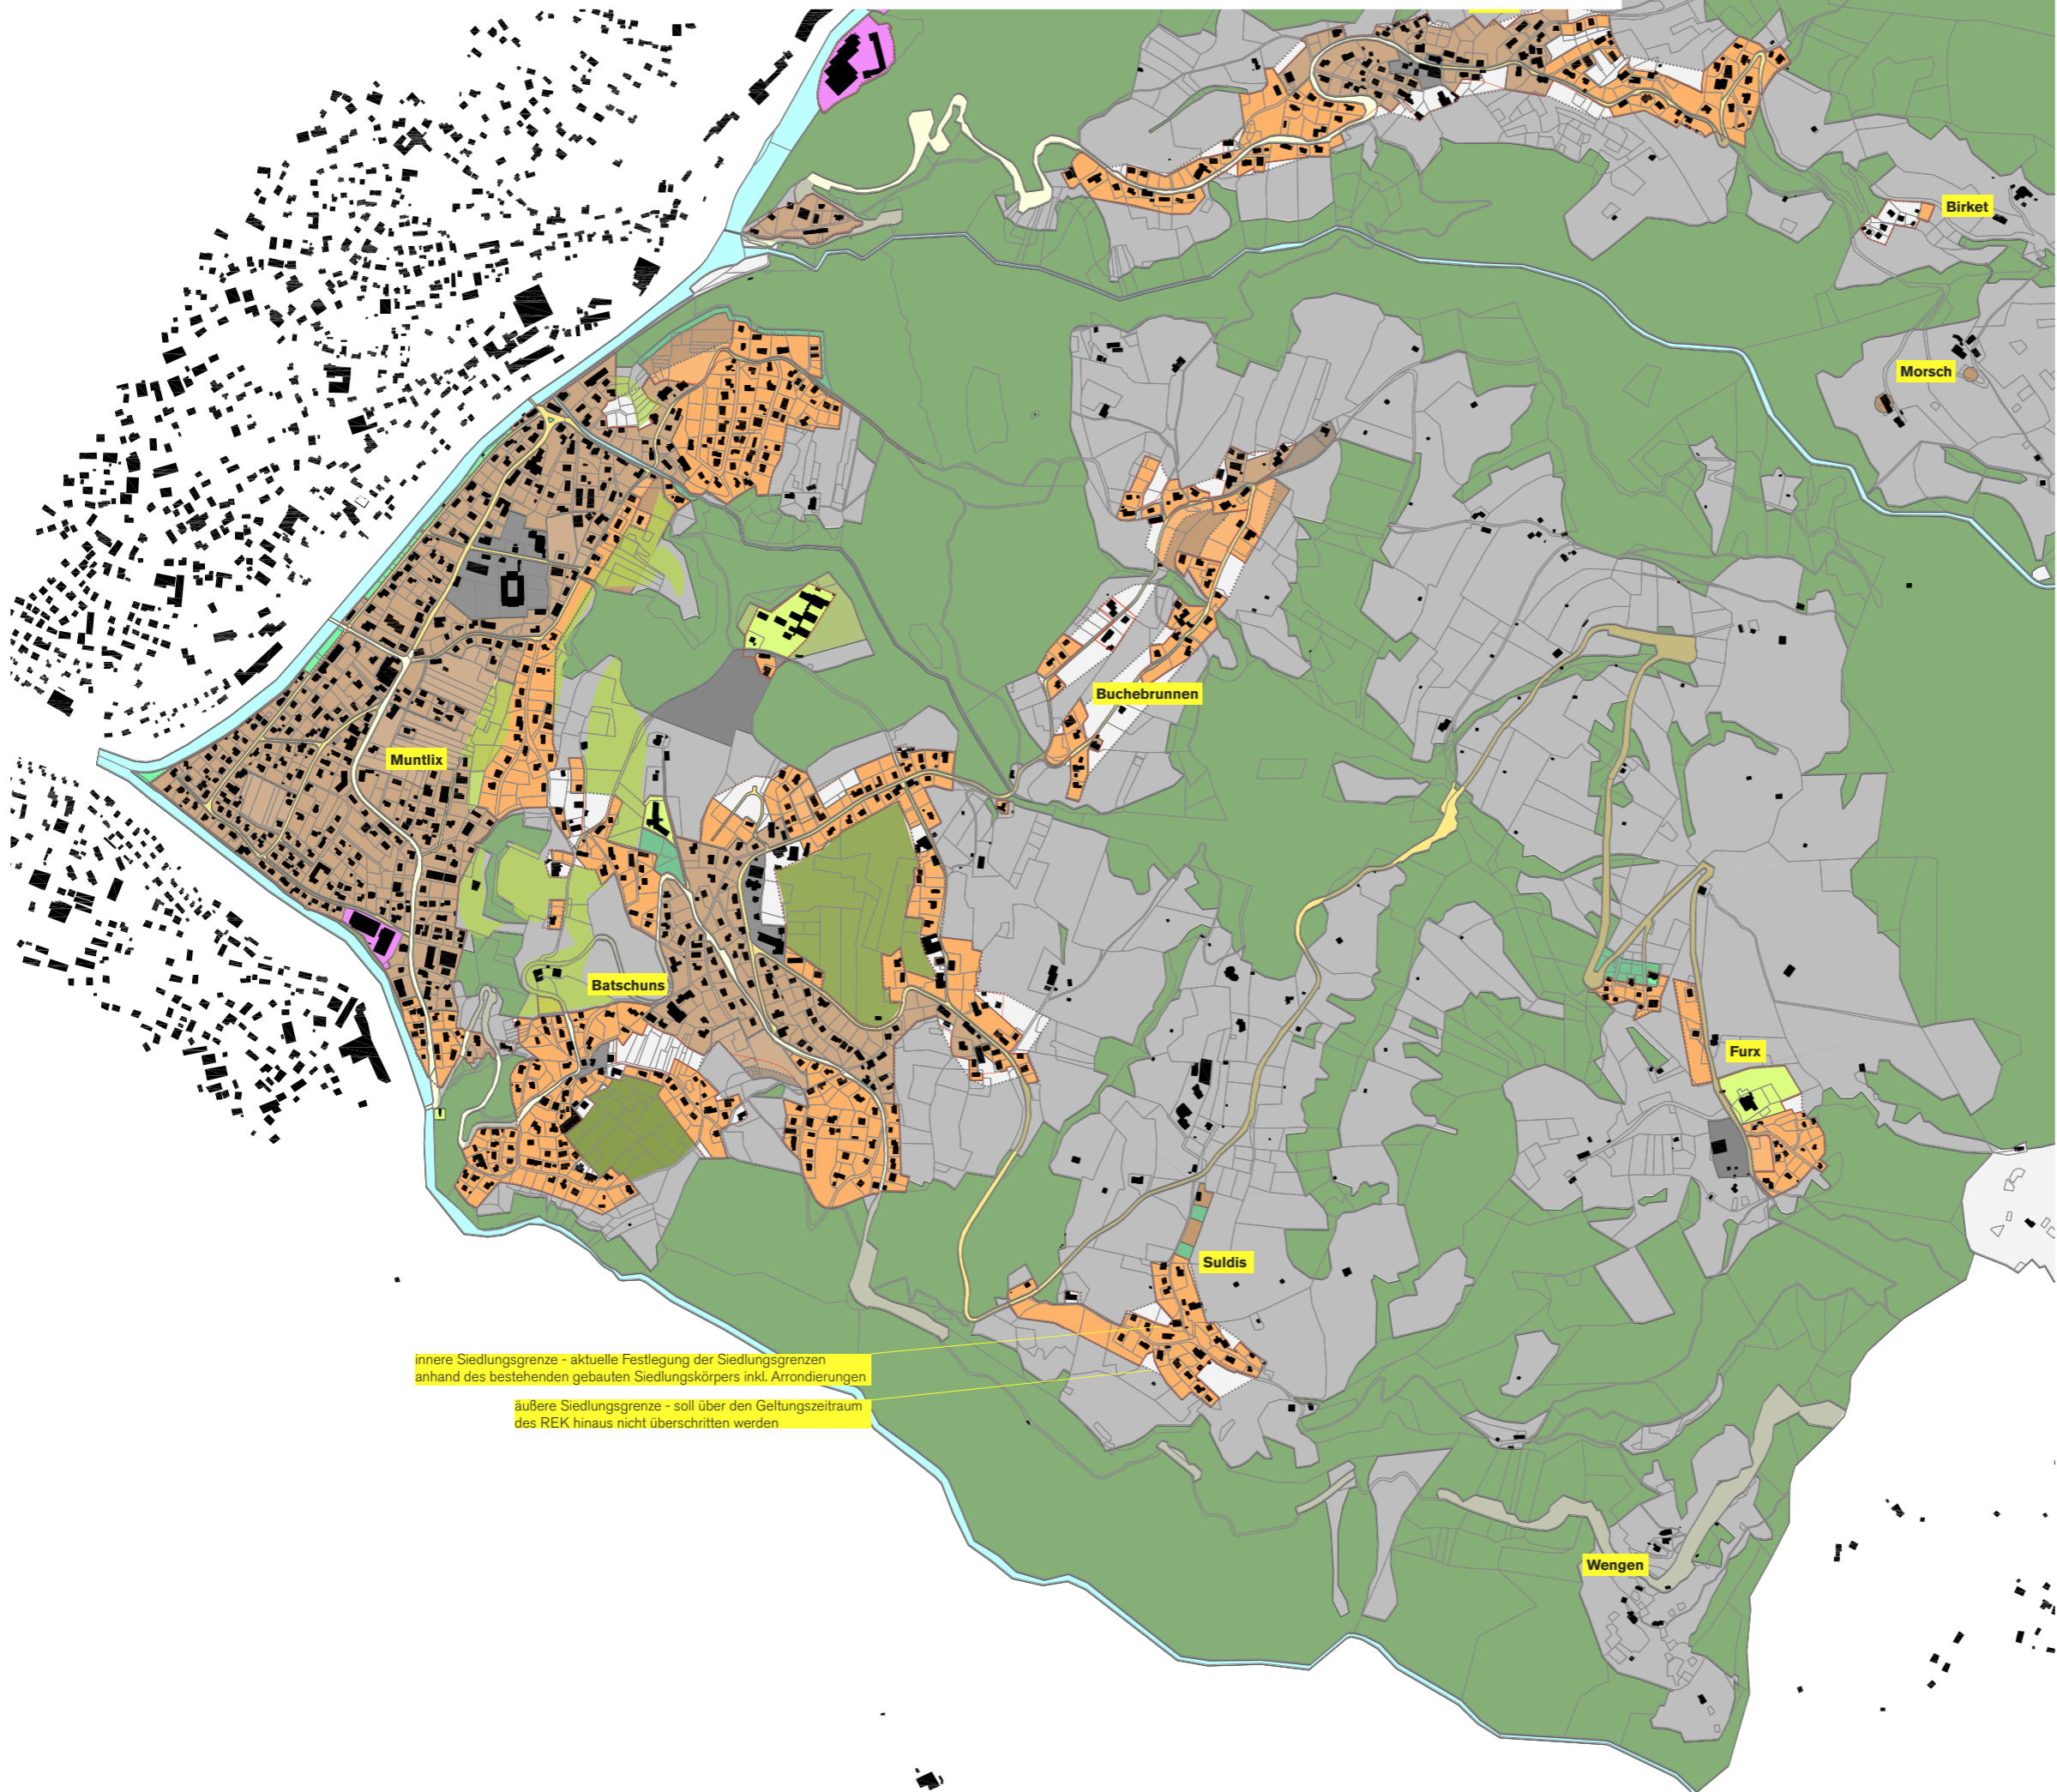 Birket
Morsch
Buchebrunnen
Muntlix
Batschuns
Furx
Suldis
innere Siedlungsgrenze - aktuelle Festlegung der Siedlungsgrenzen
anhand des bestehenden gebauten Siedlungskörpers inkl. Arrondierungen
äußere Siedlungsgrenze - soll über den Geltungszeitraum
des REK hinaus nicht überschritten werden
Wengen